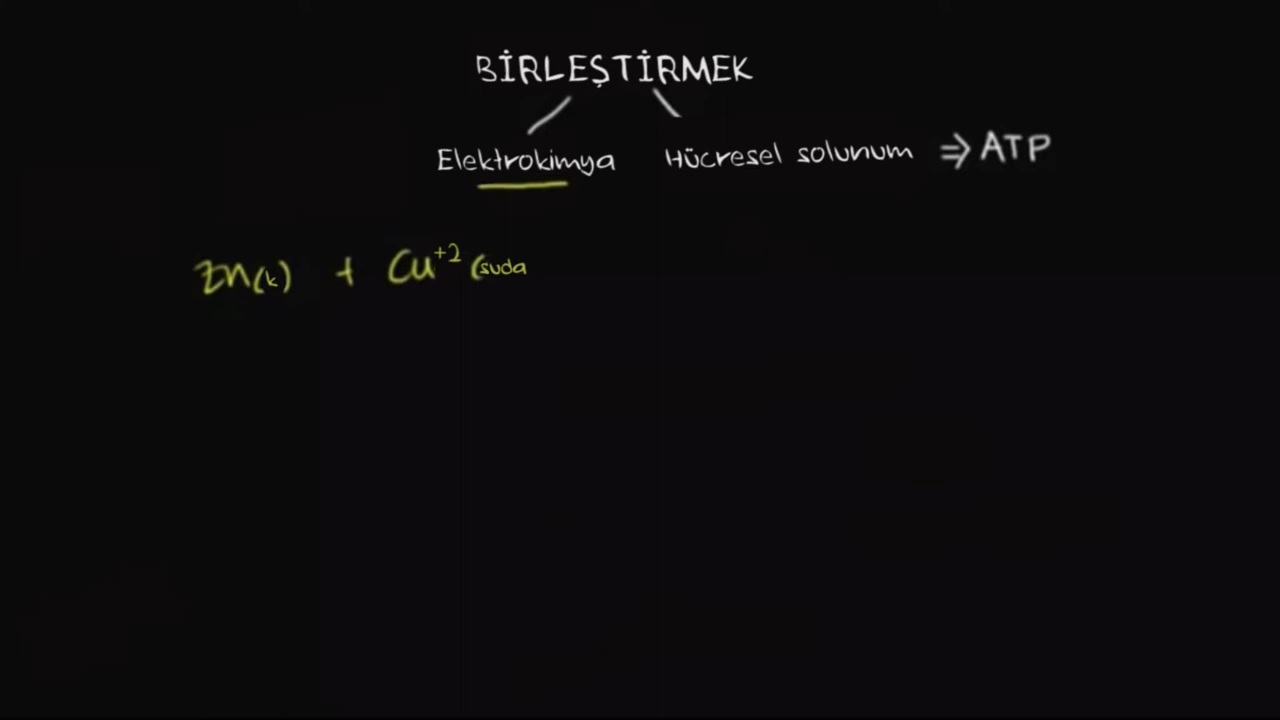 BİRLEŞTİRMEK
Elektrokimya Hücresel solunum ⇒ ATP
Zn(k) + Cu+2 (suda